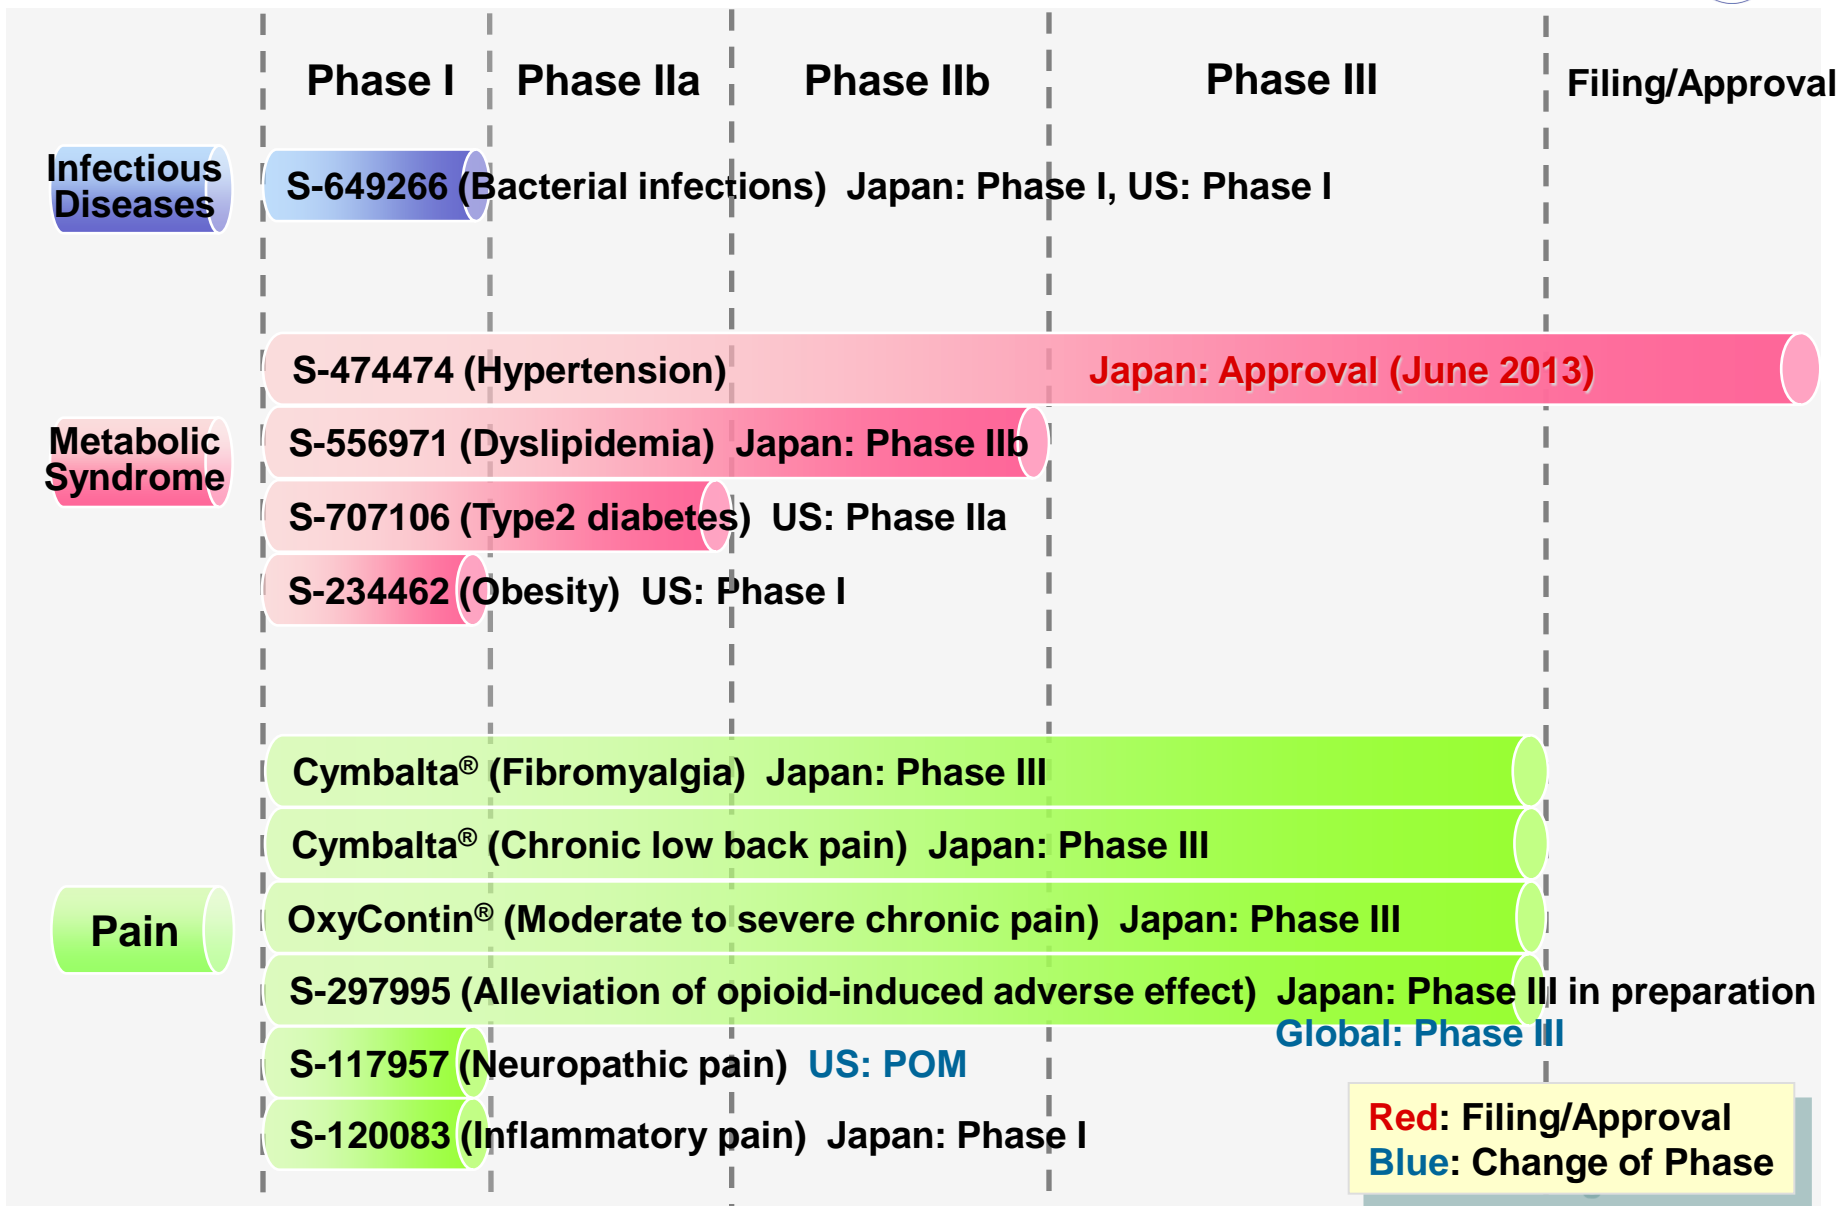 Phase I Phase IIa Phase IIb Phase III Filing/Approval
Infectious
Diseases
S-649266 (Bacterial infections) Japan: Phase I, US: Phase I
S-474474 (Hypertension) Japan: Approval (June 2013)
Metabolic
Syndrome
S-556971 (Dyslipidemia) Japan: Phase IIb
S-707106 (Type2 diabetes) US: Phase IIa
S-234462 (Obesity) US: Phase I
Cymbalta® (Fibromyalgia) Japan: Phase III
Cymbalta® (Chronic low back pain) Japan: Phase III
Pain
OxyContin® (Moderate to severe chronic pain) Japan: Phase III
S-297995 (Alleviation of opioid-induced adverse effect) Japan: Phase III in preparation
Global: Phase III
S-117957 (Neuropathic pain) US: POM
S-120083 (Inflammatory pain) Japan: Phase I
Red: Filing/Approval
Blue: Change of Phase